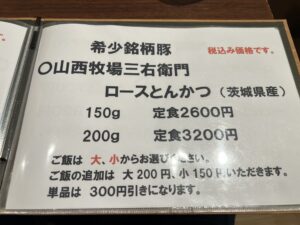 希少銘柄豚
税込み価格です。
〇山西牧場三右衛門
ロースとんかつ（茨城県産）
150g 定食2600円
200g 定食3200円
ご飯は 大、小からお選びください。
ご飯の追加は 大200円、小150円いただきます。
単品は 300円引きになります。